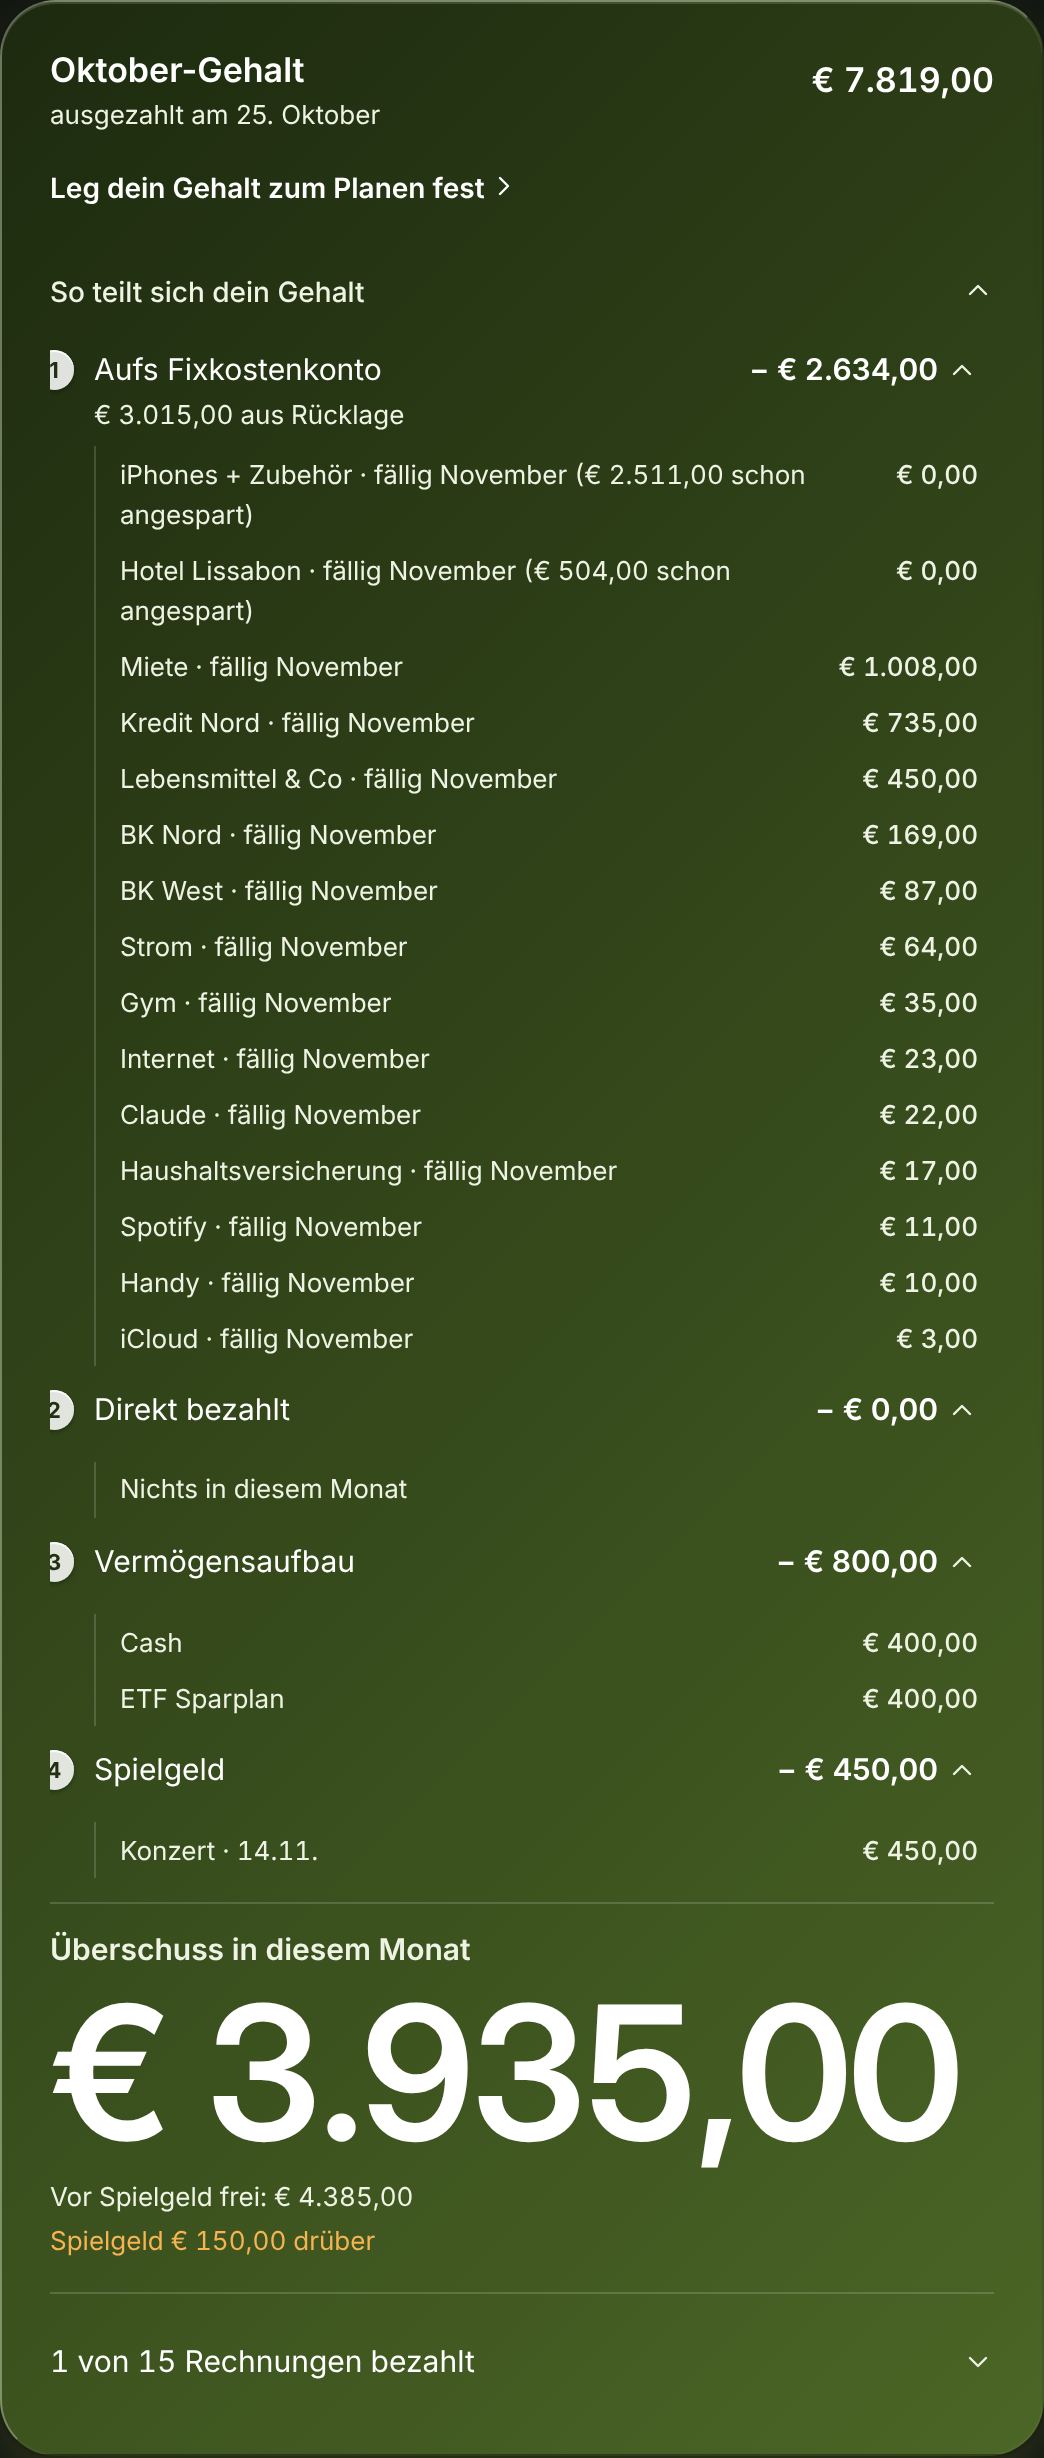 Oktober-Gehalt
€ 7.819,00
ausgezahlt am 25. Oktober
Leg dein Gehalt zum Planen fest
So teilt sich dein Gehalt
1 Aufs Fixkostenkonto – € 2.634,00
€ 3.015,00 aus Rücklage
iPhones + Zubehör · fällig November (€ 2.511,00 schon € 0,00
angespart)
Hotel Lissabon · fällig November (€ 504,00 schon € 0,00
angespart)
Miete · fällig November € 1.008,00
Kredit Nord · fällig November € 735,00
Lebensmittel & Co · fällig November € 450,00
BK Nord · fällig November € 169,00
BK West · fällig November € 87,00
Strom · fällig November € 64,00
Gym · fällig November € 35,00
Internet · fällig November € 23,00
Claude · fällig November € 22,00
Haushaltsversicherung · fällig November € 17,00
Spotify · fällig November € 11,00
Handy · fällig November € 10,00
iCloud · fällig November € 3,00
2 Direkt bezahlt – € 0,00
Nichts in diesem Monat
3 Vermögensaufbau – € 800,00
Cash € 400,00
ETF Sparplan € 400,00
4 Spielgeld – € 450,00
Konzert · 14.11. € 450,00
Überschuss in diesem Monat
€ 3.935,00
Vor Spielgeld frei: € 4.385,00
Spielgeld € 150,00 drüber
1 von 15 Rechnungen bezahlt